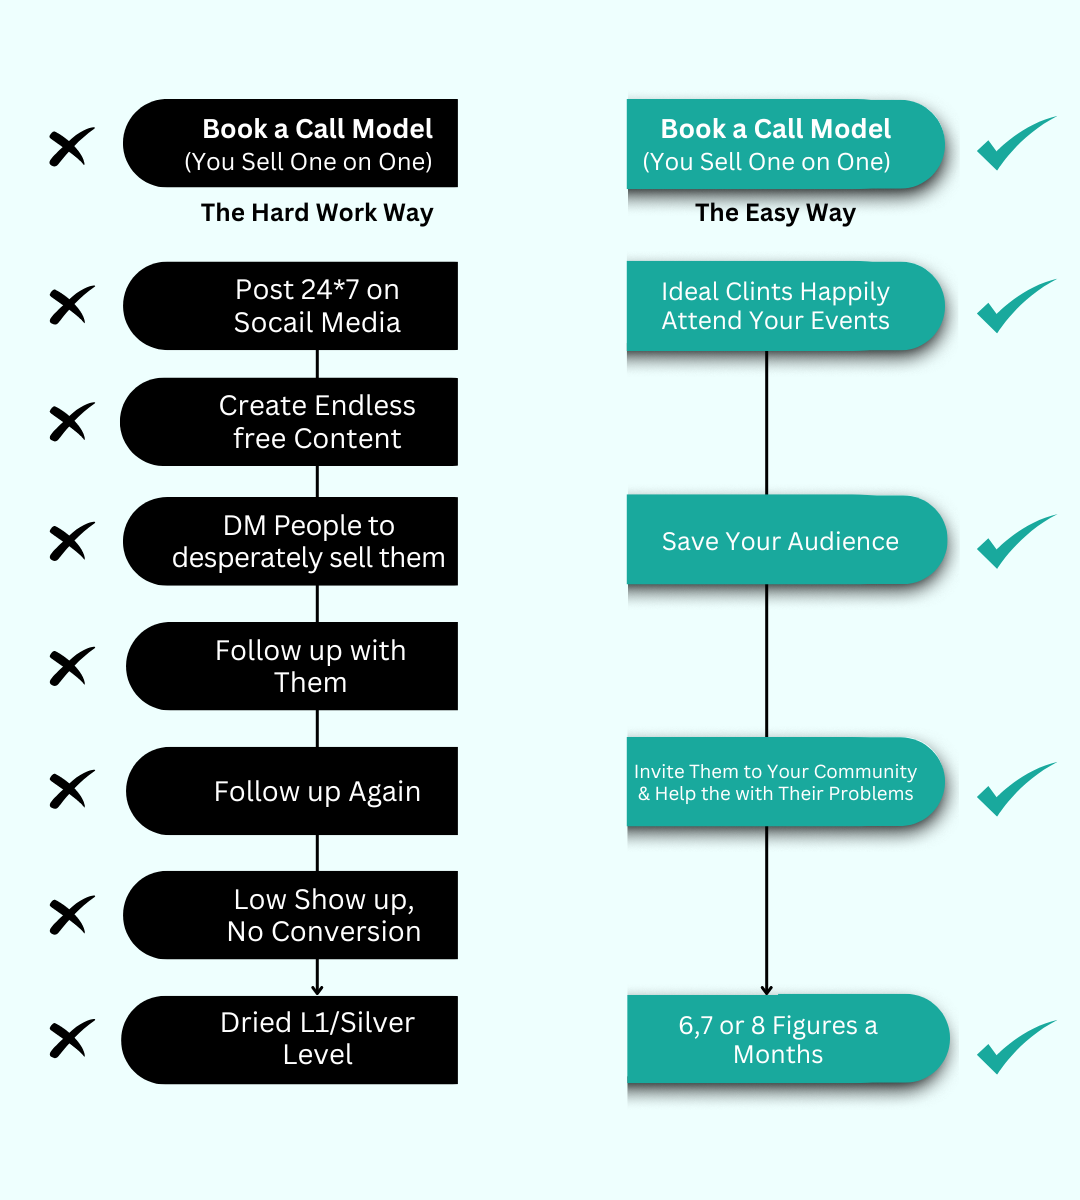 Book a Call Model
(You Sell One on One)
The Hard Work Way
Post 24*7 on
Socail Media
Create Endless
free Content
DM People to
desperately sell them
Follow up with
Them
Follow up Again
Low Show up,
No Conversion
Dried L1/Silver
Level
Book a Call Model
(You Sell One on One)
The Easy Way
Ideal Clints Happily
Attend Your Events
Save Your Audience
Invite Them to Your Community
& Help the with Their Problems
6,7 or 8 Figures a
Months